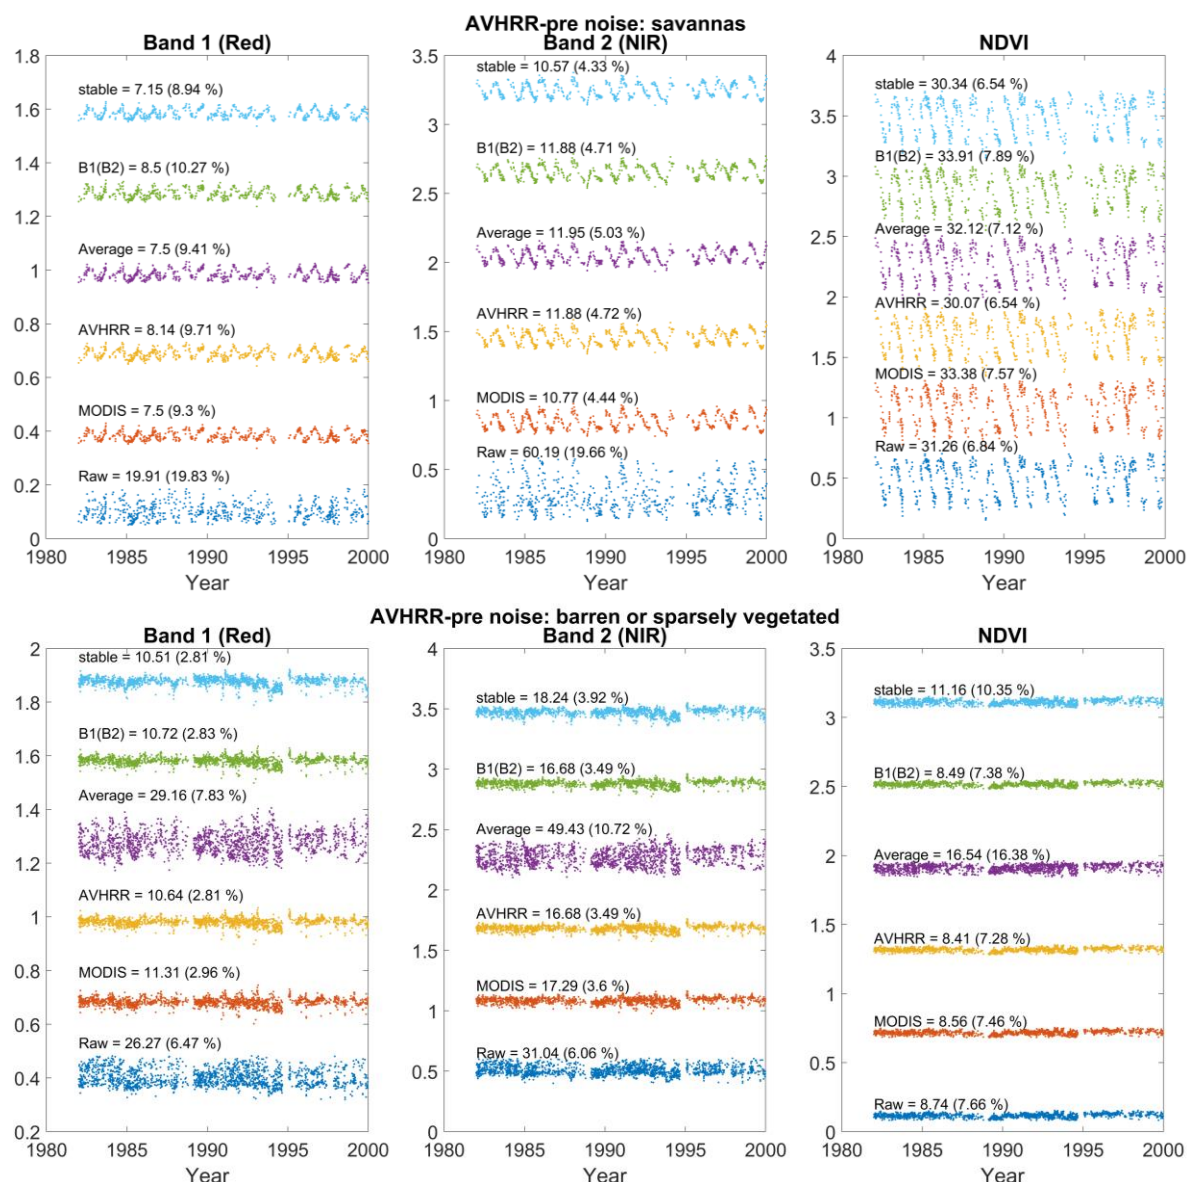 AVHRR-pre noise: savannas
Band 1 (Red)
1.8
1.6
1.4
1.2
1
0.8
0.6
0.4
0.2
0
stable = 7.15 (8.94 %)
B1(B2) = 8.5 (10.27 %)
Average = 7.5 (9.41 %)
AVHRR = 8.14 (9.71 %)
MODIS = 7.5 (9.3 %)
Raw = 19.91 (19.83 %)
1980 1985 1990 1995 2000
Year
Band 2 (NIR)
3.5
3
2.5
2
1.5
1
0.5
0
stable = 10.57 (4.33 %)
B1(B2) = 11.88 (4.71 %)
Average = 11.95 (5.03 %)
AVHRR = 11.88 (4.72 %)
MODIS = 10.77 (4.44 %)
Raw = 60.19 (19.66 %)
1980 1985 1990 1995 2000
Year
NDVI
4
3.5
3
2.5
2
1.5
1
0.5
0
stable = 30.34 (6.54 %)
B1(B2) = 33.91 (7.89 %)
Average = 32.12 (7.12 %)
AVHRR = 30.07 (6.54 %)
MODIS = 33.38 (7.57 %)
Raw = 31.26 (6.84 %)
1980 1985 1990 1995 2000
Year
AVHRR-pre noise: barren or sparsely vegetated
Band 1 (Red)
2
1.8
1.6
1.4
1.2
1
0.8
0.6
0.4
0.2
stable = 10.51 (2.81 %)
B1(B2) = 10.72 (2.83 %)
Average = 29.16 (7.83 %)
AVHRR = 10.64 (2.81 %)
MODIS = 11.31 (2.96 %)
Raw = 26.27 (6.47 %)
1980 1985 1990 1995 2000
Year
Band 2 (NIR)
4
3.5
3
2.5
2
1.5
1
0.5
0
stable = 18.24 (3.92 %)
B1(B2) = 16.68 (3.49 %)
Average = 49.43 (10.72 %)
AVHRR = 16.68 (3.49 %)
MODIS = 17.29 (3.6 %)
Raw = 31.04 (6.06 %)
1980 1985 1990 1995 2000
Year
NDVI
3.5
3
2.5
2
1.5
1
0.5
0
stable = 11.16 (10.35 %)
B1(B2) = 8.49 (7.38 %)
Average = 16.54 (16.38 %)
AVHRR = 8.41 (7.28 %)
MODIS = 8.56 (7.46 %)
Raw = 8.74 (7.66 %)
1980 1985 1990 1995 2000
Year